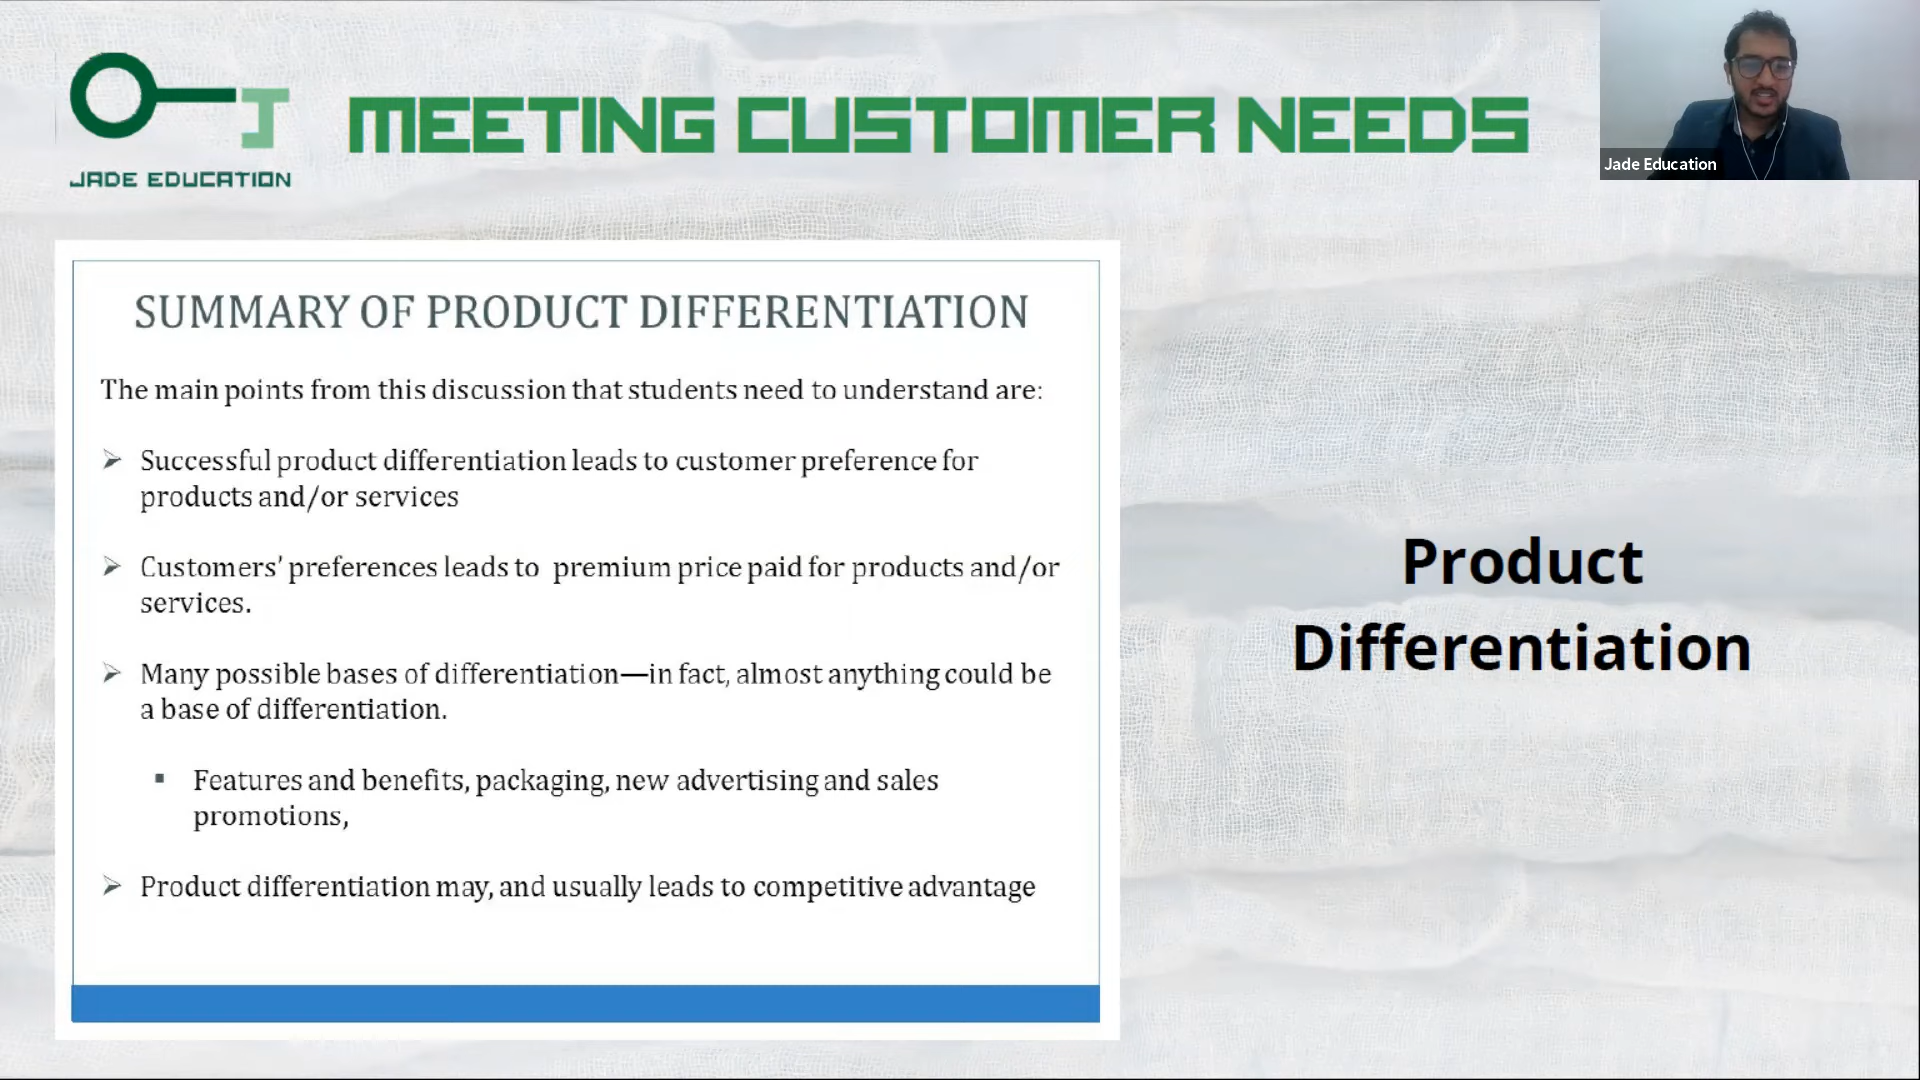 J
JADE EDUCATION
MEETING CUSTOMER NEEDS
Jade Education
SUMMARY OF PRODUCT DIFFERENTIATION
The main points from this discussion that students need to understand are:
➢ Successful product differentiation leads to customer preference for
products and/or services
➢ Customers' preferences leads to premium price paid for products and/or
services.
➢ Many possible bases of differentiation—in fact, almost anything could be
a base of differentiation.
▪ Features and benefits, packaging, new advertising and sales
promotions,
➢ Product differentiation may, and usually leads to competitive advantage
Product
Differentiation